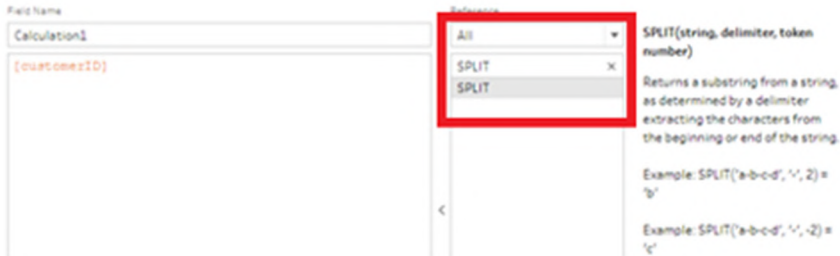 Field Name
Reference
Calculation1
All
[customerID]
SPLIT
SPLIT
SPLIT(string, delimiter, token
number)
Returns a substring from a string,
as determined by a delimiter
extracting the characters from
the beginning or end of the string.
Example: SPLIT('a-b-c-d', '-', 2) =
'b'
Example: SPLIT('a-b-c-d', '-', -2) =
'c'